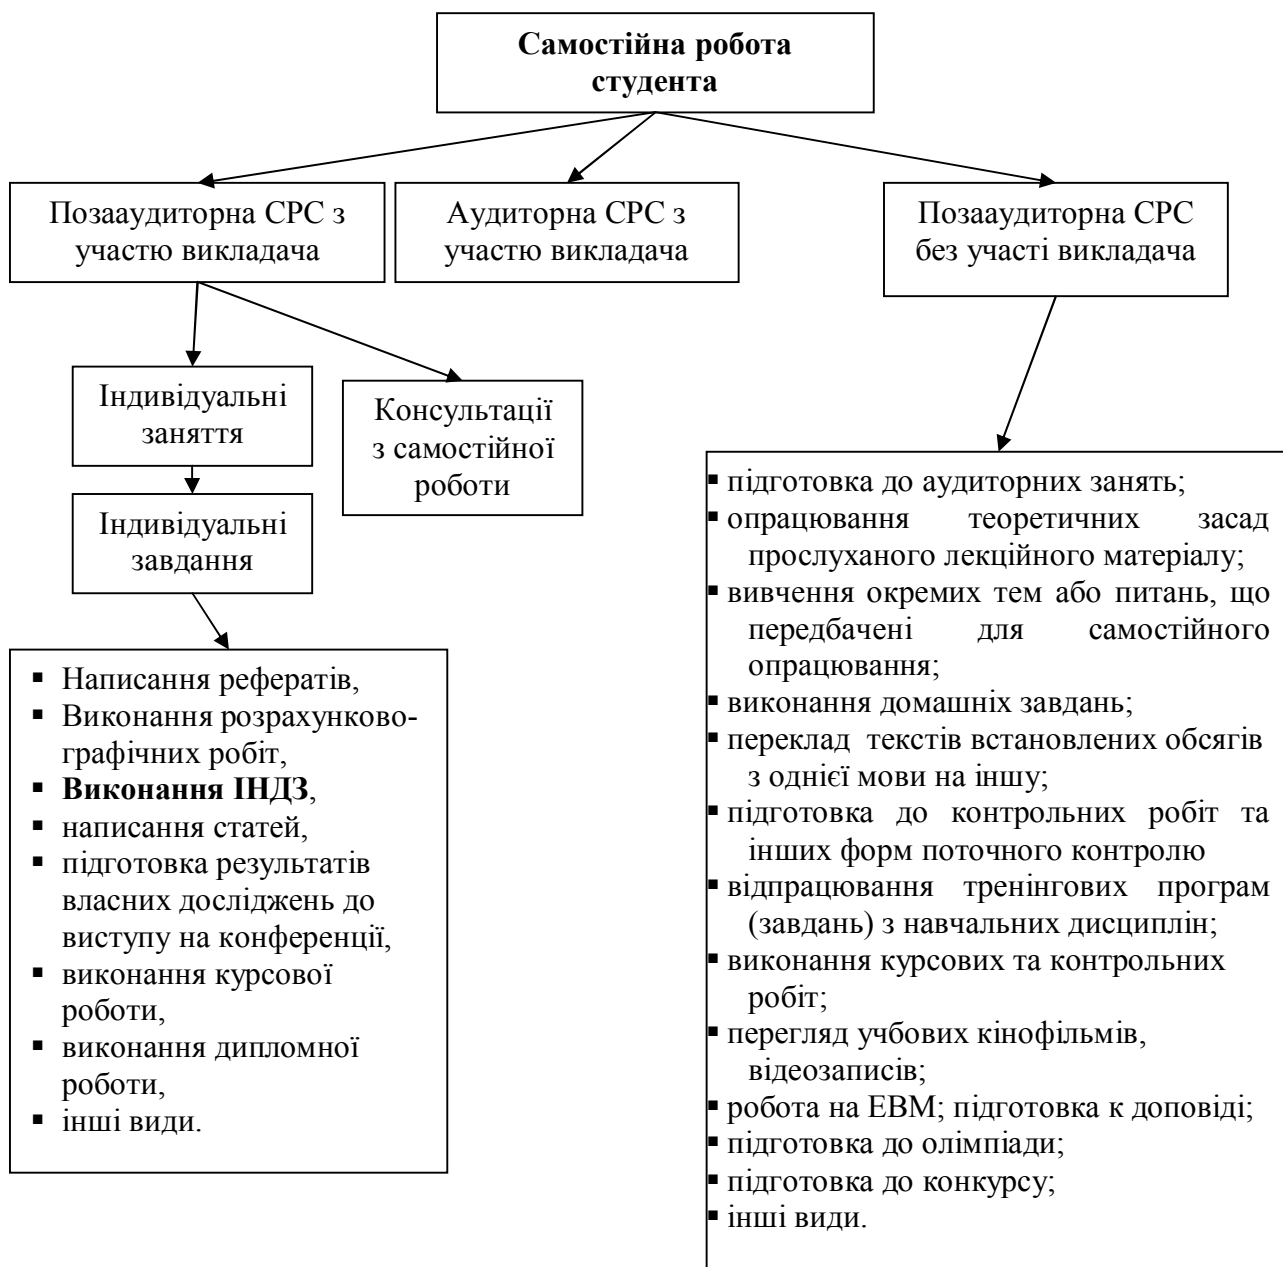 Самостійна робота
студента
Позааудиторна СРС з
участю викладача
Аудиторна СРС з
участю викладача
Позааудиторна СРС
без участі викладача
Індивідуальні
заняття
Консультації
з самостійної
роботи
Індивідуальні
завдання
▪ Написання рефератів,
▪ Виконання розрахунково-
графічних робіт,
▪ Виконання ІНДЗ,
▪ написання статей,
▪ підготовка результатів
власних досліджень до
виступу на конференції,
▪ виконання курсової
роботи,
▪ виконання дипломної
роботи,
▪ інші види.
▪ підготовка до аудиторних занять;
▪ опрацювання теоретичних засад
прослуханого лекційного матеріалу;
▪ вивчення окремих тем або питань, що
передбачені для самостійного
опрацювання;
▪ виконання домашніх завдань;
▪ переклад текстів встановлених обсягів
з однієї мови на іншу;
▪ підготовка до контрольних робіт та
інших форм поточного контролю
▪ відпрацювання тренінгових програм
(завдань) з навчальних дисциплін;
▪ виконання курсових та контрольних
робіт;
▪ перегляд учбових кінофільмів,
відеозаписів;
▪ робота на ЕВМ; підготовка к доповіді;
▪ підготовка до олімпіади;
▪ підготовка до конкурсу;
▪ інші види.